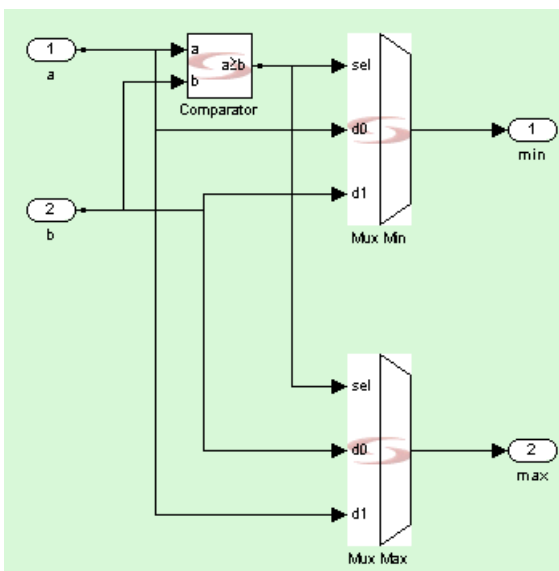 1
a
a
b
a≥b
Comparator
sel
d0
d1
Mux Min
1
min
2
b
sel
d0
d1
Mux Max
2
max